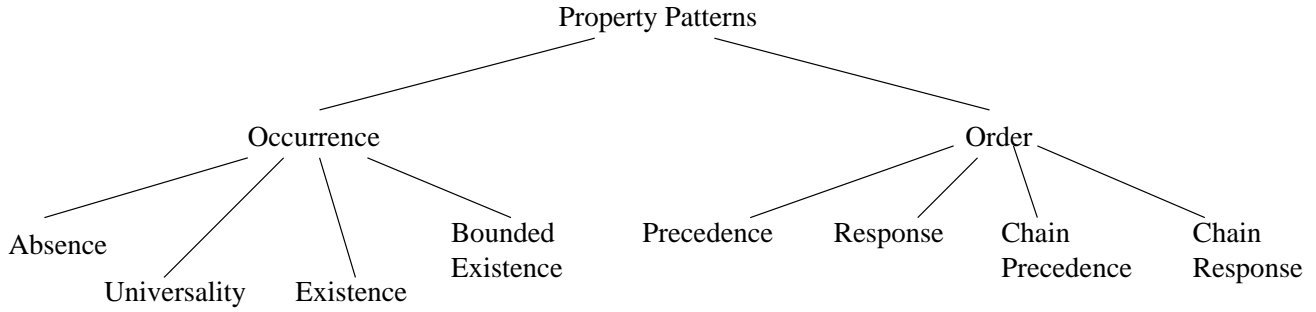 Property Patterns
Occurrence
Order
Absence
Universality
Existence
Bounded
Existence
Precedence
Response
Chain
Precedence
Chain
Response